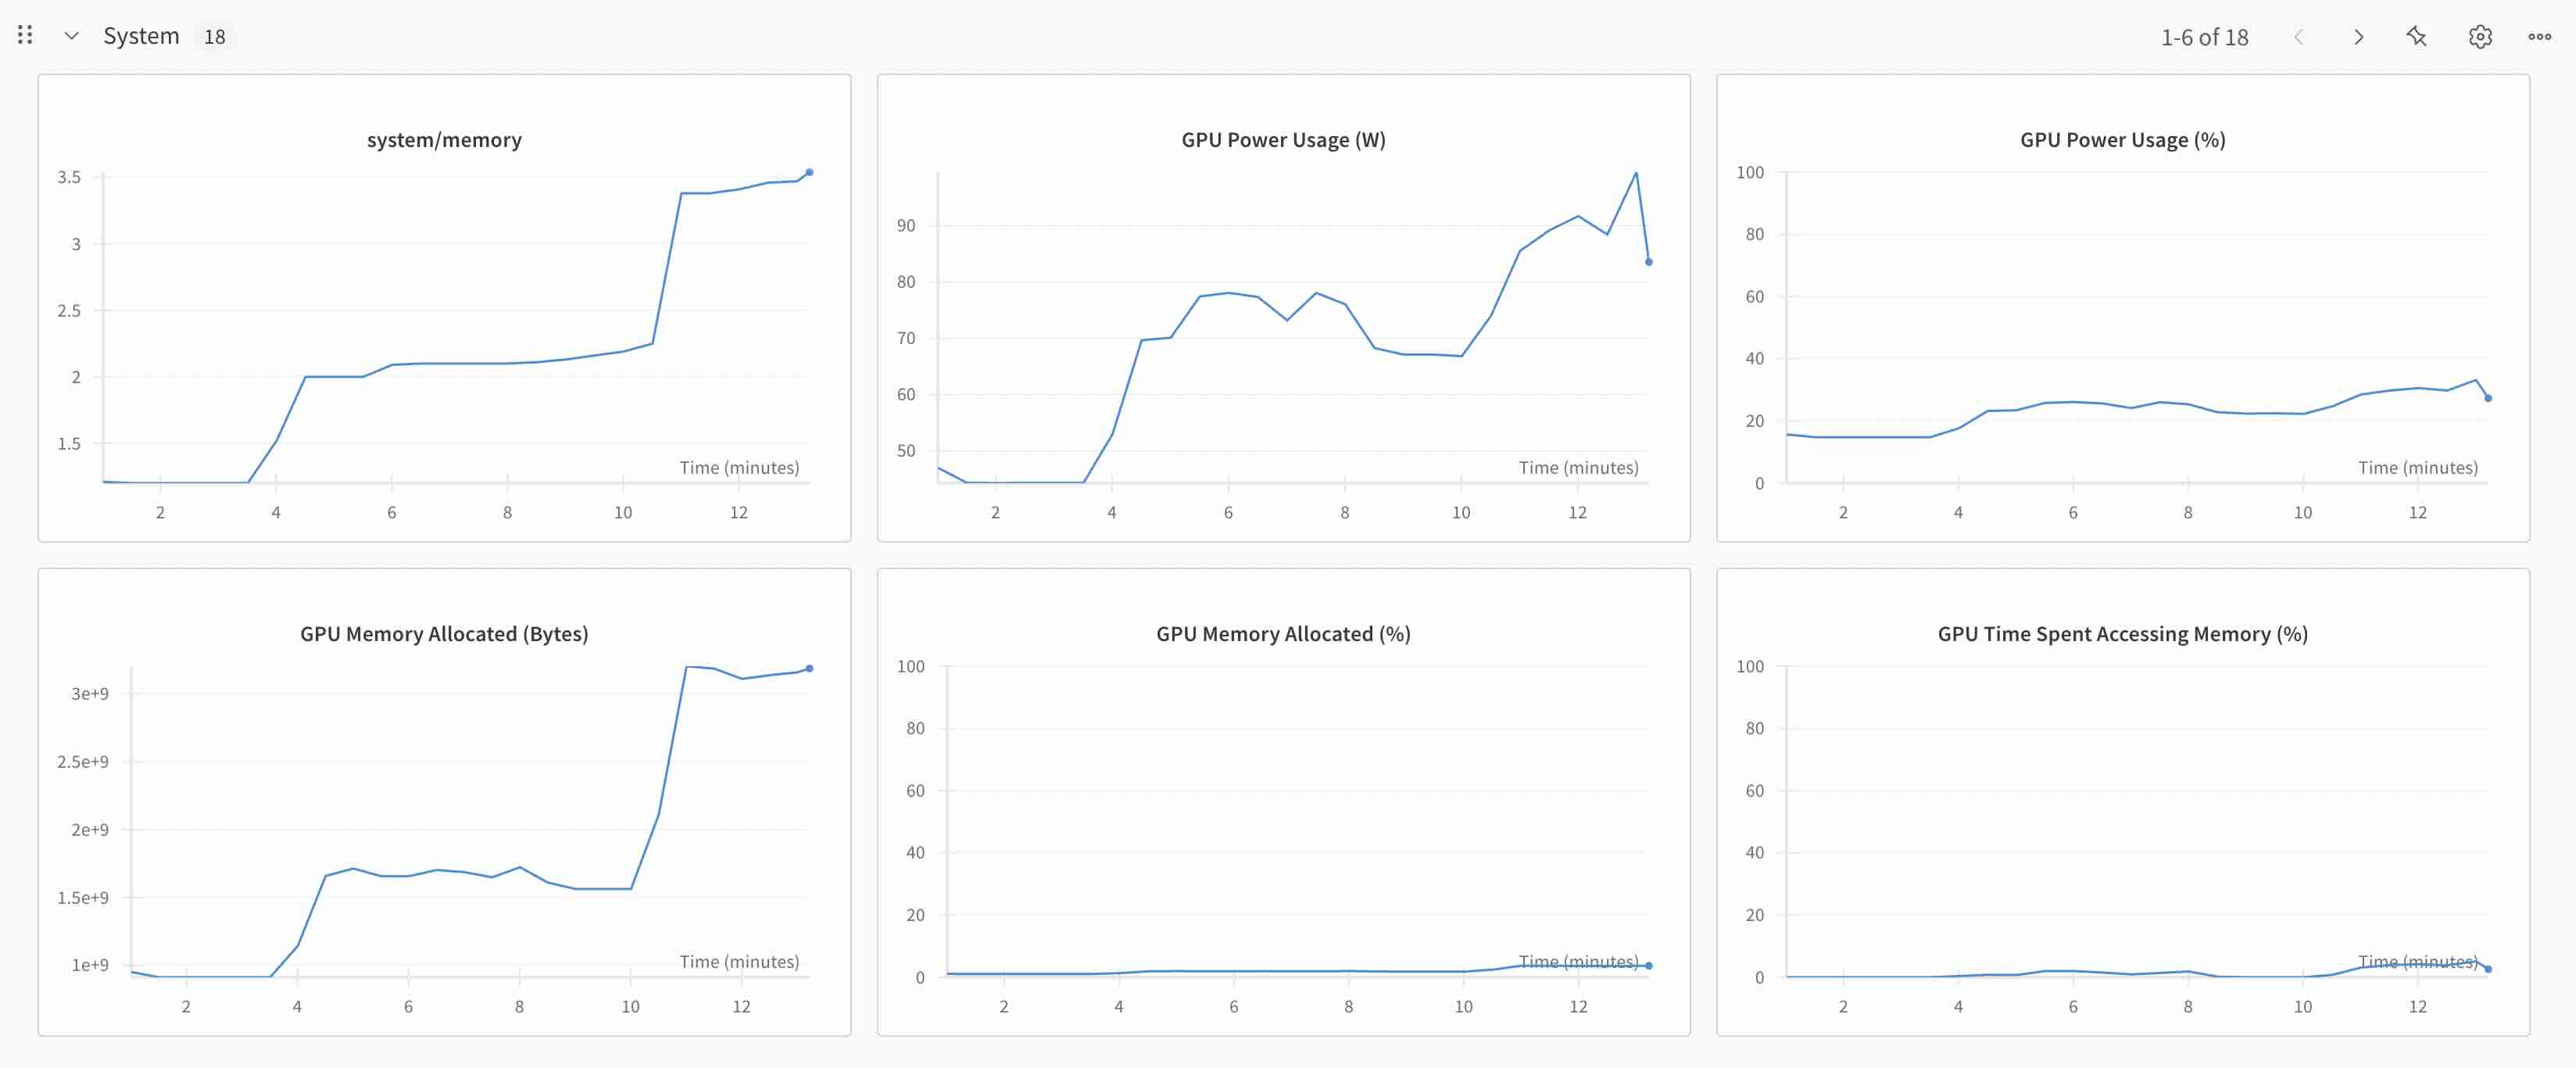 System 18
1-6 of 18
system/memory
3.5
3
2.5
2
1.5
Time (minutes)
2 4 6 8 10 12
GPU Power Usage (W)
90
80
70
60
50
Time (minutes)
2 4 6 8 10 12
GPU Power Usage (%)
100
80
60
40
20
0
Time (minutes)
2 4 6 8 10 12
GPU Memory Allocated (Bytes)
3e+9
2.5e+9
2e+9
1.5e+9
1e+9
Time (minutes)
2 4 6 8 10 12
GPU Memory Allocated (%)
100
80
60
40
20
0
Time (minutes)
2 4 6 8 10 12
GPU Time Spent Accessing Memory (%)
100
80
60
40
20
0
Time (minutes)
2 4 6 8 10 12